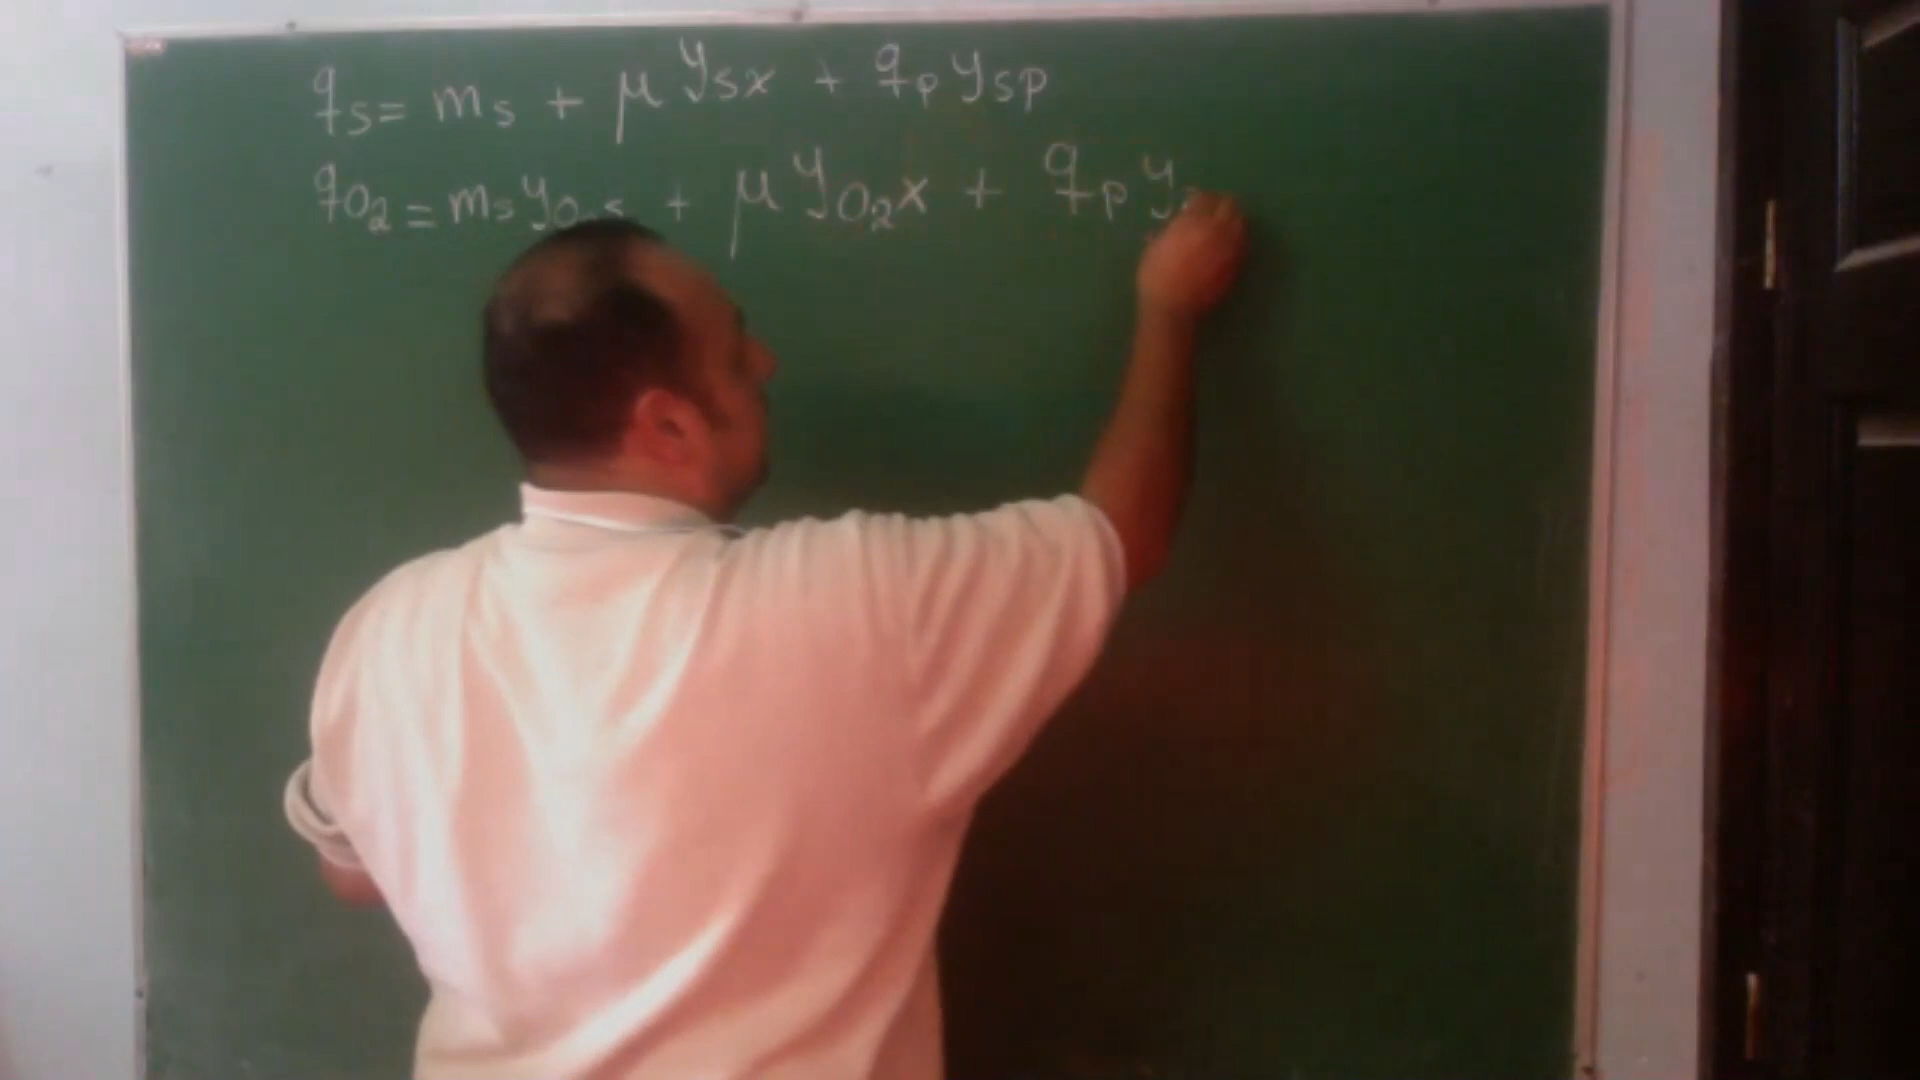 qs = ms + μ ysx + qp ysp
qO₂ = ms yO₂s + μ yO₂x + qp y